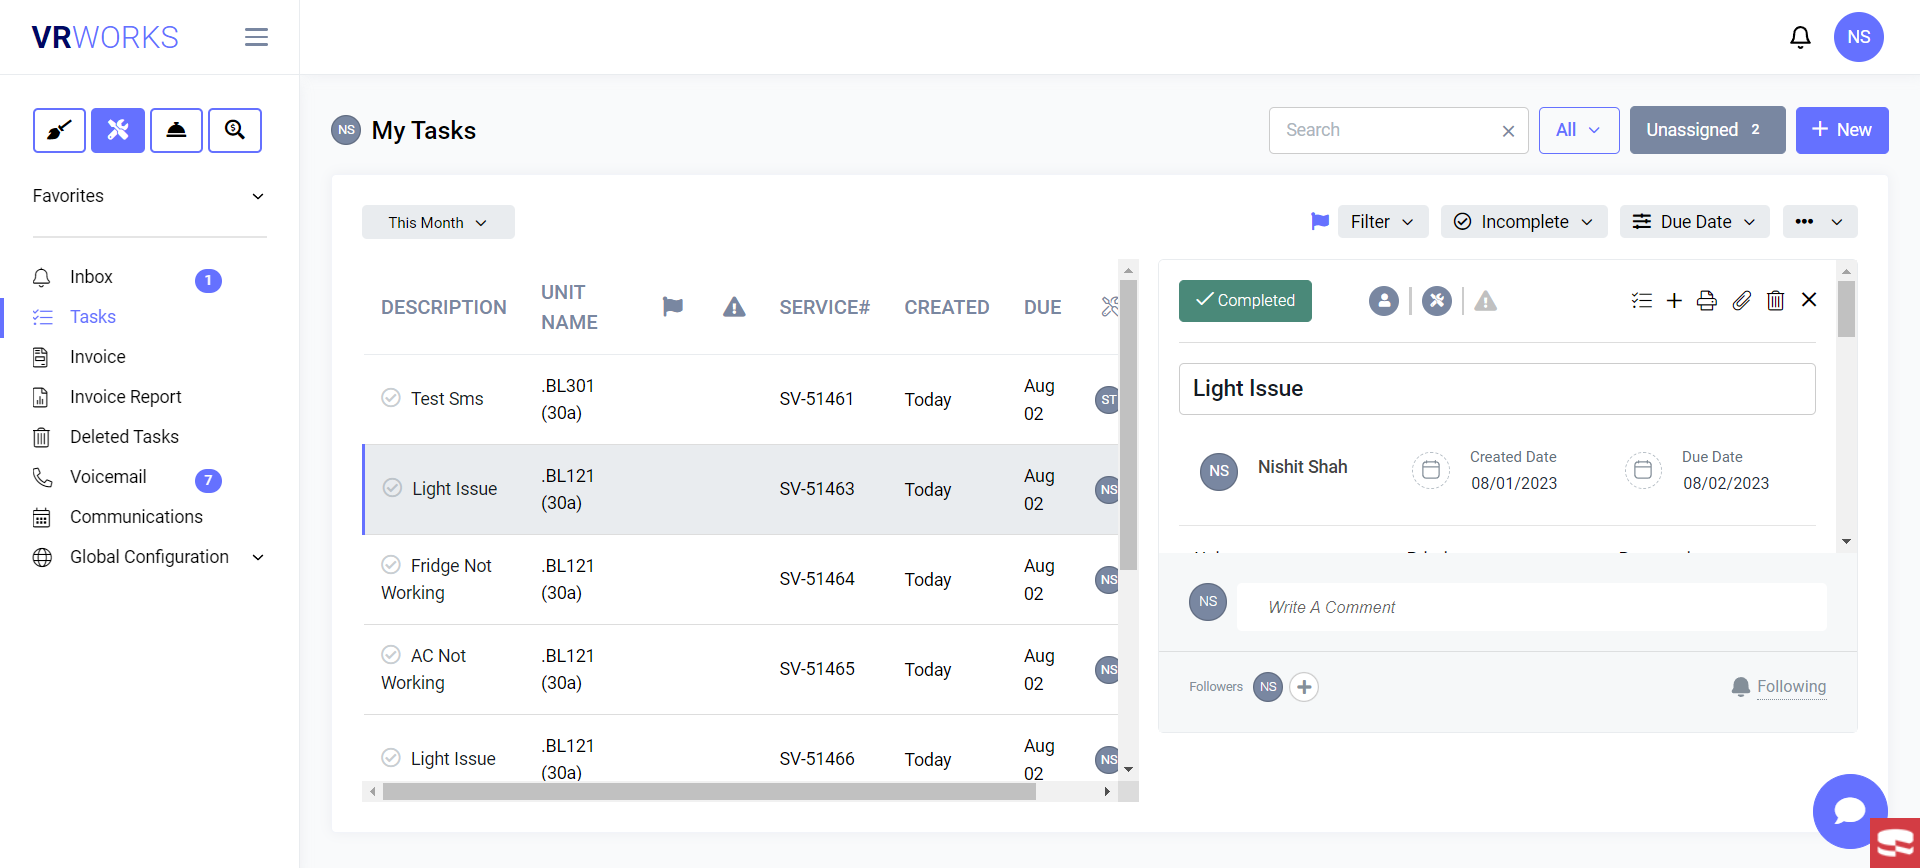 VRWORKS
NS
Favorites
Inbox 1
Tasks
Invoice
Invoice Report
Deleted Tasks
Voicemail 7
Communications
Global Configuration
NS My Tasks
Search
All
Unassigned 2
New
This Month
Filter
Incomplete
Due Date
DESCRIPTION UNIT NAME SERVICE# CREATED DUE
Test Sms .BL301 (30a) SV-51461 Today Aug 02 ST
Light Issue .BL121 (30a) SV-51463 Today Aug 02 NS
Fridge Not Working .BL121 (30a) SV-51464 Today Aug 02 NS
AC Not Working .BL121 (30a) SV-51465 Today Aug 02 NS
Light Issue .BL121 (30a) SV-51466 Today Aug 02 NS
Completed
Light Issue
NS Nishit Shah
Created Date
08/01/2023
Due Date
08/02/2023
NS Write A Comment
Followers NS
Following